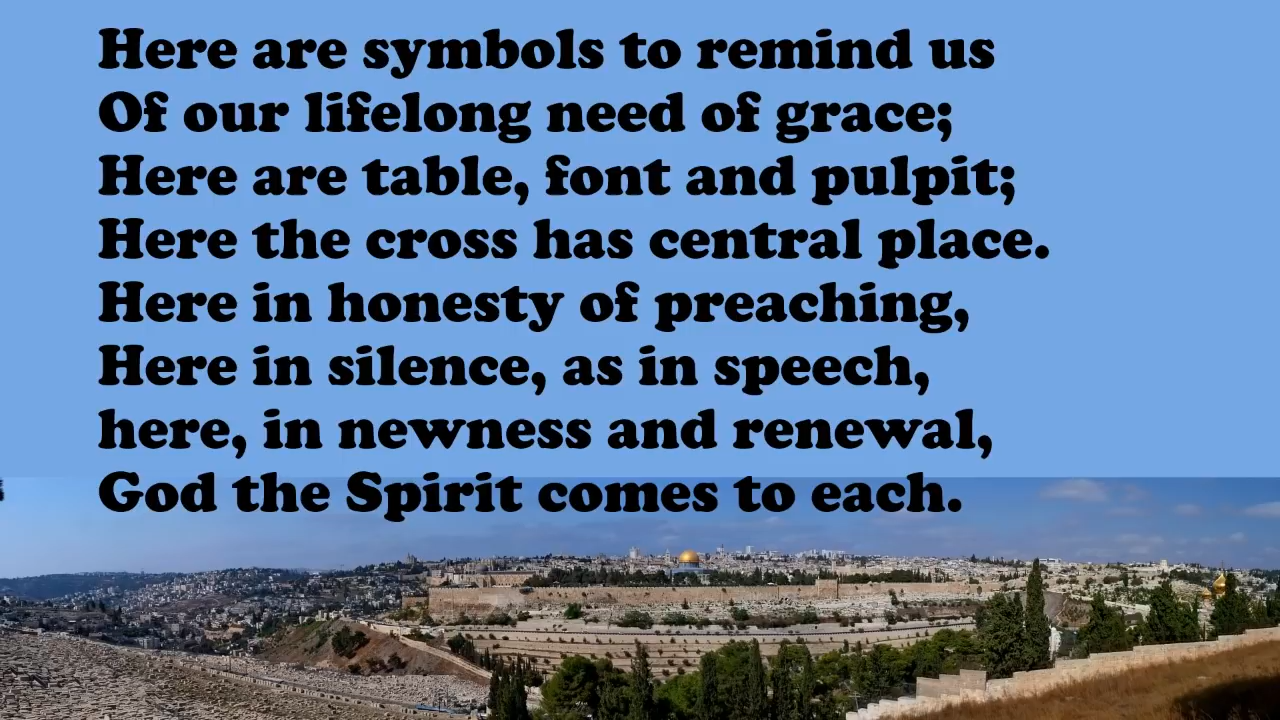 Here are symbols to remind us
Of our lifelong need of grace;
Here are table, font and pulpit;
Here the cross has central place.
Here in honesty of preaching,
Here in silence, as in speech,
here, in newness and renewal,
God the Spirit comes to each.